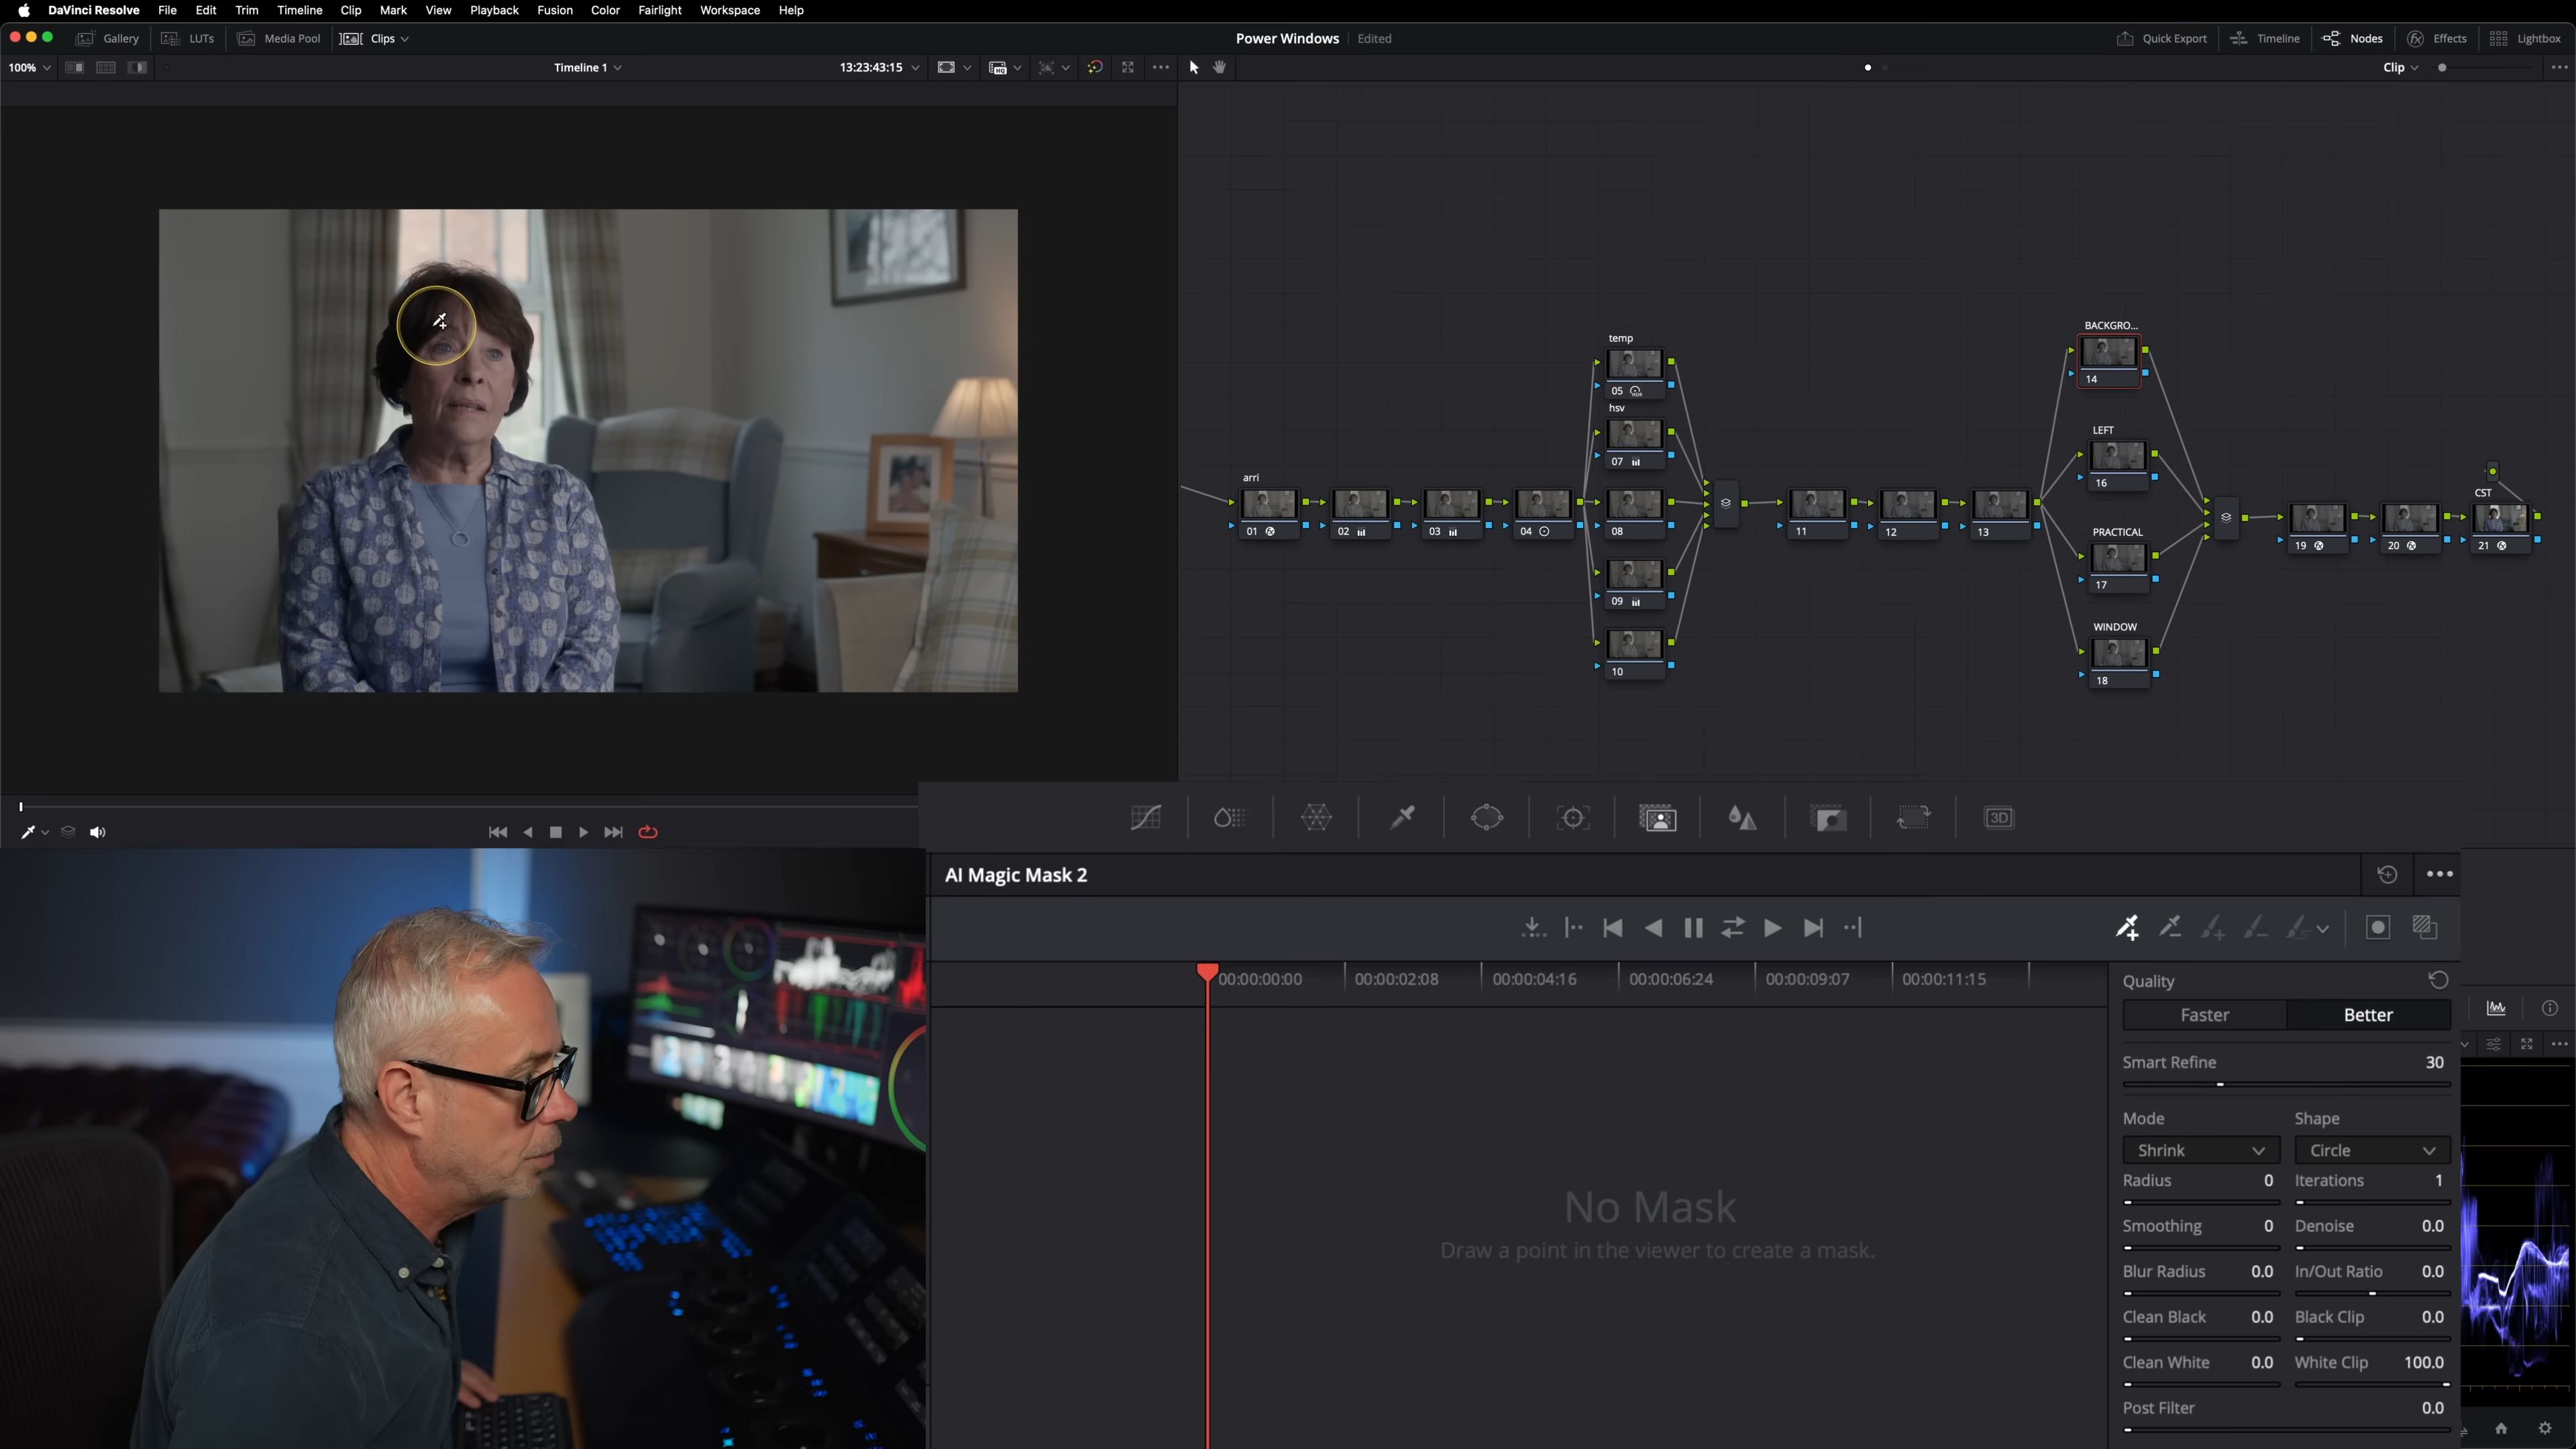 DaVinci Resolve File Edit Trim Timeline Clip Mark View Playback Fusion Color Fairlight Workspace Help
Gallery LUTs Media Pool Clips Power Windows Edited Quick Export Timeline Nodes Effects Lightbox
100% Timeline 1 13:23:43:15 HQ Clip
BACKGRO...
14
temp
05 HDR
hsv
07
LEFT
16
arri
01
02
03
04
08
11
12
13
CST
19
20
21
PRACTICAL
17
09
WINDOW
18
10
3D
AI Magic Mask 2
00:00:00:00 00:00:02:08 00:00:04:16 00:00:06:24 00:00:09:07 00:00:11:15
Quality
Faster Better
Smart Refine 30
Mode Shape
Shrink Circle
Radius 0 Iterations 1
No Mask
Draw a point in the viewer to create a mask.
Smoothing 0 Denoise 0.0
Blur Radius 0.0 In/Out Ratio 0.0
Clean Black 0.0 Black Clip 0.0
Clean White 0.0 White Clip 100.0
Post Filter 0.0